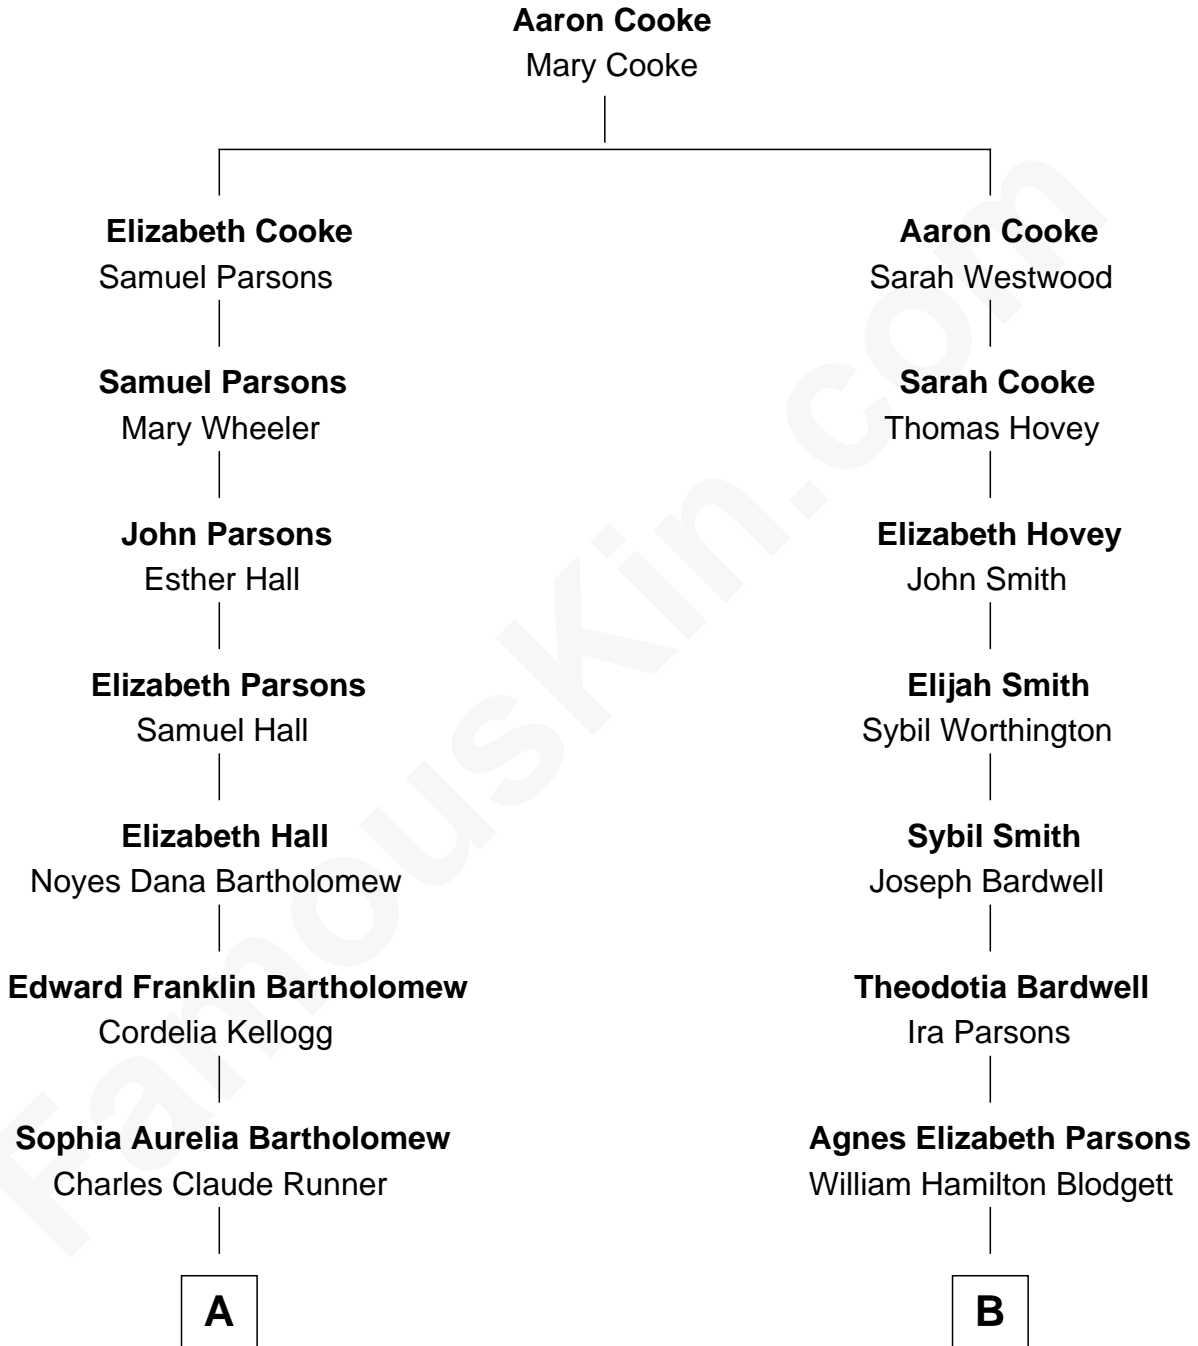 Aaron Cooke
Mary Cooke
Elizabeth Cooke
Samuel Parsons
Aaron Cooke
Sarah Westwood
Samuel Parsons
Mary Wheeler
Sarah Cooke
Thomas Hovey
John Parsons
Esther Hall
Elizabeth Hovey
John Smith
Elizabeth Parsons
Samuel Hall
Elijah Smith
Sybil Worthington
Elizabeth Hall
Noyes Dana Bartholomew
Sybil Smith
Joseph Bardwell
Edward Franklin Bartholomew
Cordelia Kellogg
Theodotia Bardwell
Ira Parsons
Sophia Aurelia Bartholomew
Charles Claude Runner
Agnes Elizabeth Parsons
William Hamilton Blodgett
A
B
FamousKin.com